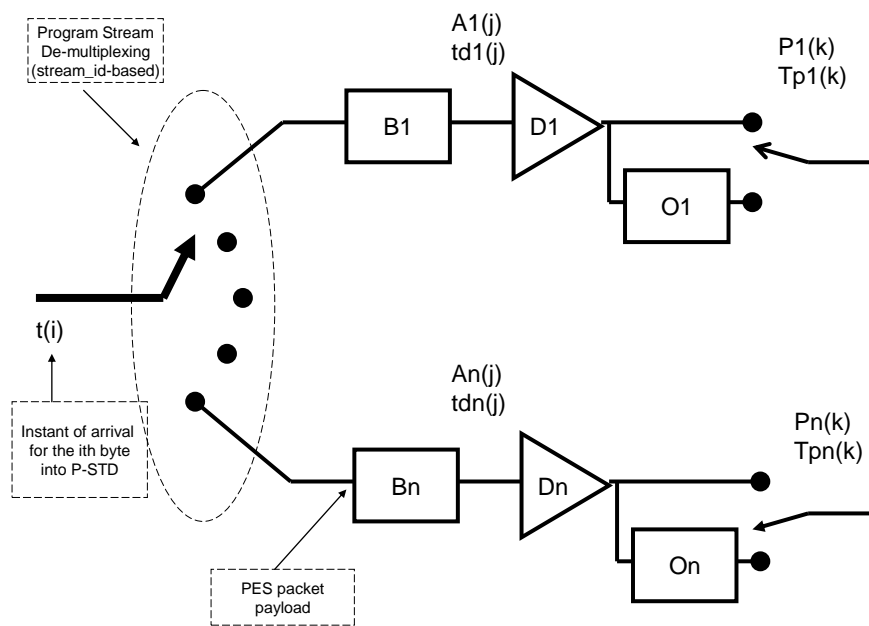 Program Stream
De-multiplexing
(stream_id-based)
A1(j)
td1(j)
P1(k)
Tp1(k)
B1
D1
O1
t(i)
Instant of arrival
for the ith byte
into P-STD
An(j)
tdn(j)
Pn(k)
Tpn(k)
Bn
Dn
On
PES packet
payload